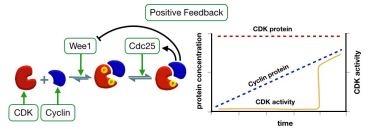 Positive Feedback
Wee1
Cdc25
CDK
Cyclin
CDK protein
Cyclin protein
CDK activity
protein concentration
CDK activity
time